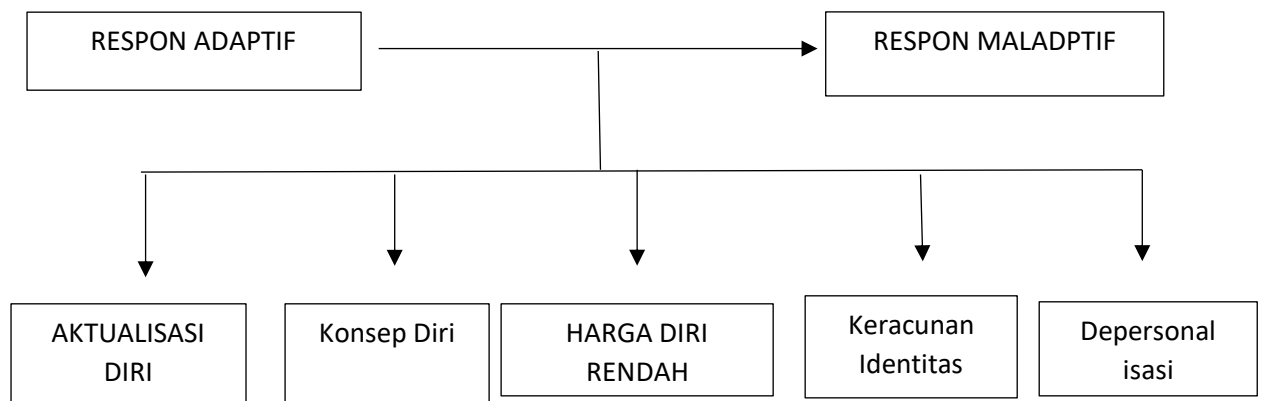 RESPON ADAPTIF
RESPON MALADPTIF
AKTUALISASI
DIRI
Konsep Diri
HARGA DIRI
RENDAH
Keracunan
Identitas
Depersonal
isasi